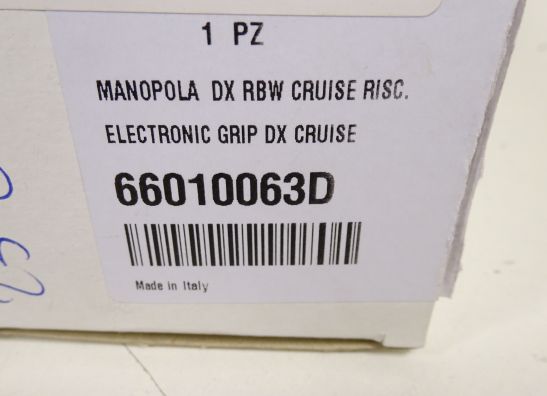 1 PZ
MANOPOLA DX RBW CRUISE RISC.
ELECTRONIC GRIP DX CRUISE
66010063D
Made in Italy